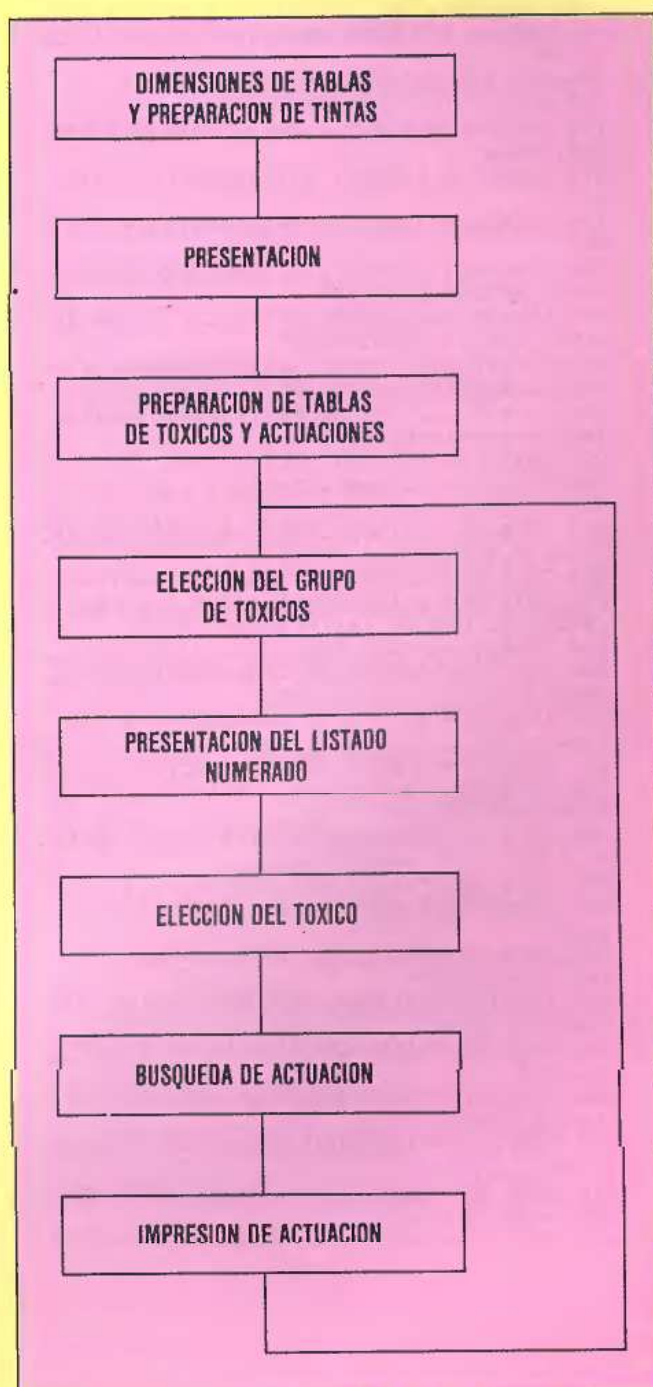 DIMENSIONES DE TABLAS
Y PREPARACION DE TINTAS
PRESENTACION
PREPARACION DE TABLAS
DE TOXICOS Y ACTUACIONES
ELECCION DEL GRUPO
DE TOXICOS
PRESENTACION DEL LISTADO
NUMERADO
ELECCION DEL TOXICO
BUSQUEDA DE ACTUACION
IMPRESION DE ACTUACION